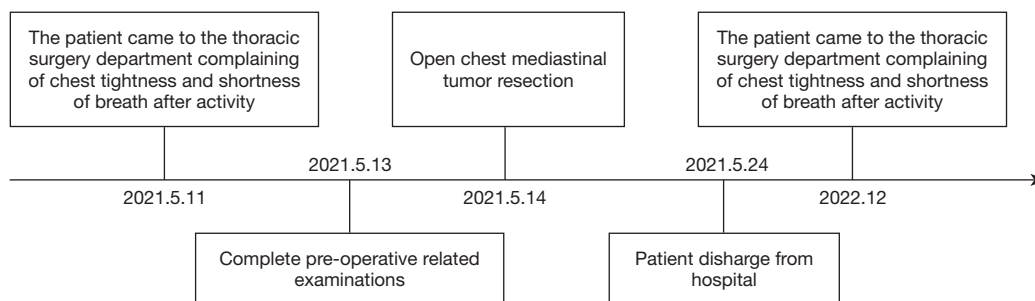 The patient came to the thoracic
surgery department complaining
of chest tightness and shortness
of breath after activity
Open chest mediastinal
tumor resection
The patient came to the thoracic
surgery department complaining
of chest tightness and shortness
of breath after activity
2021.5.13
2021.5.24
2021.5.11
2021.5.14
2022.12
Complete pre-operative related
examinations
Patient disharge from
hospital